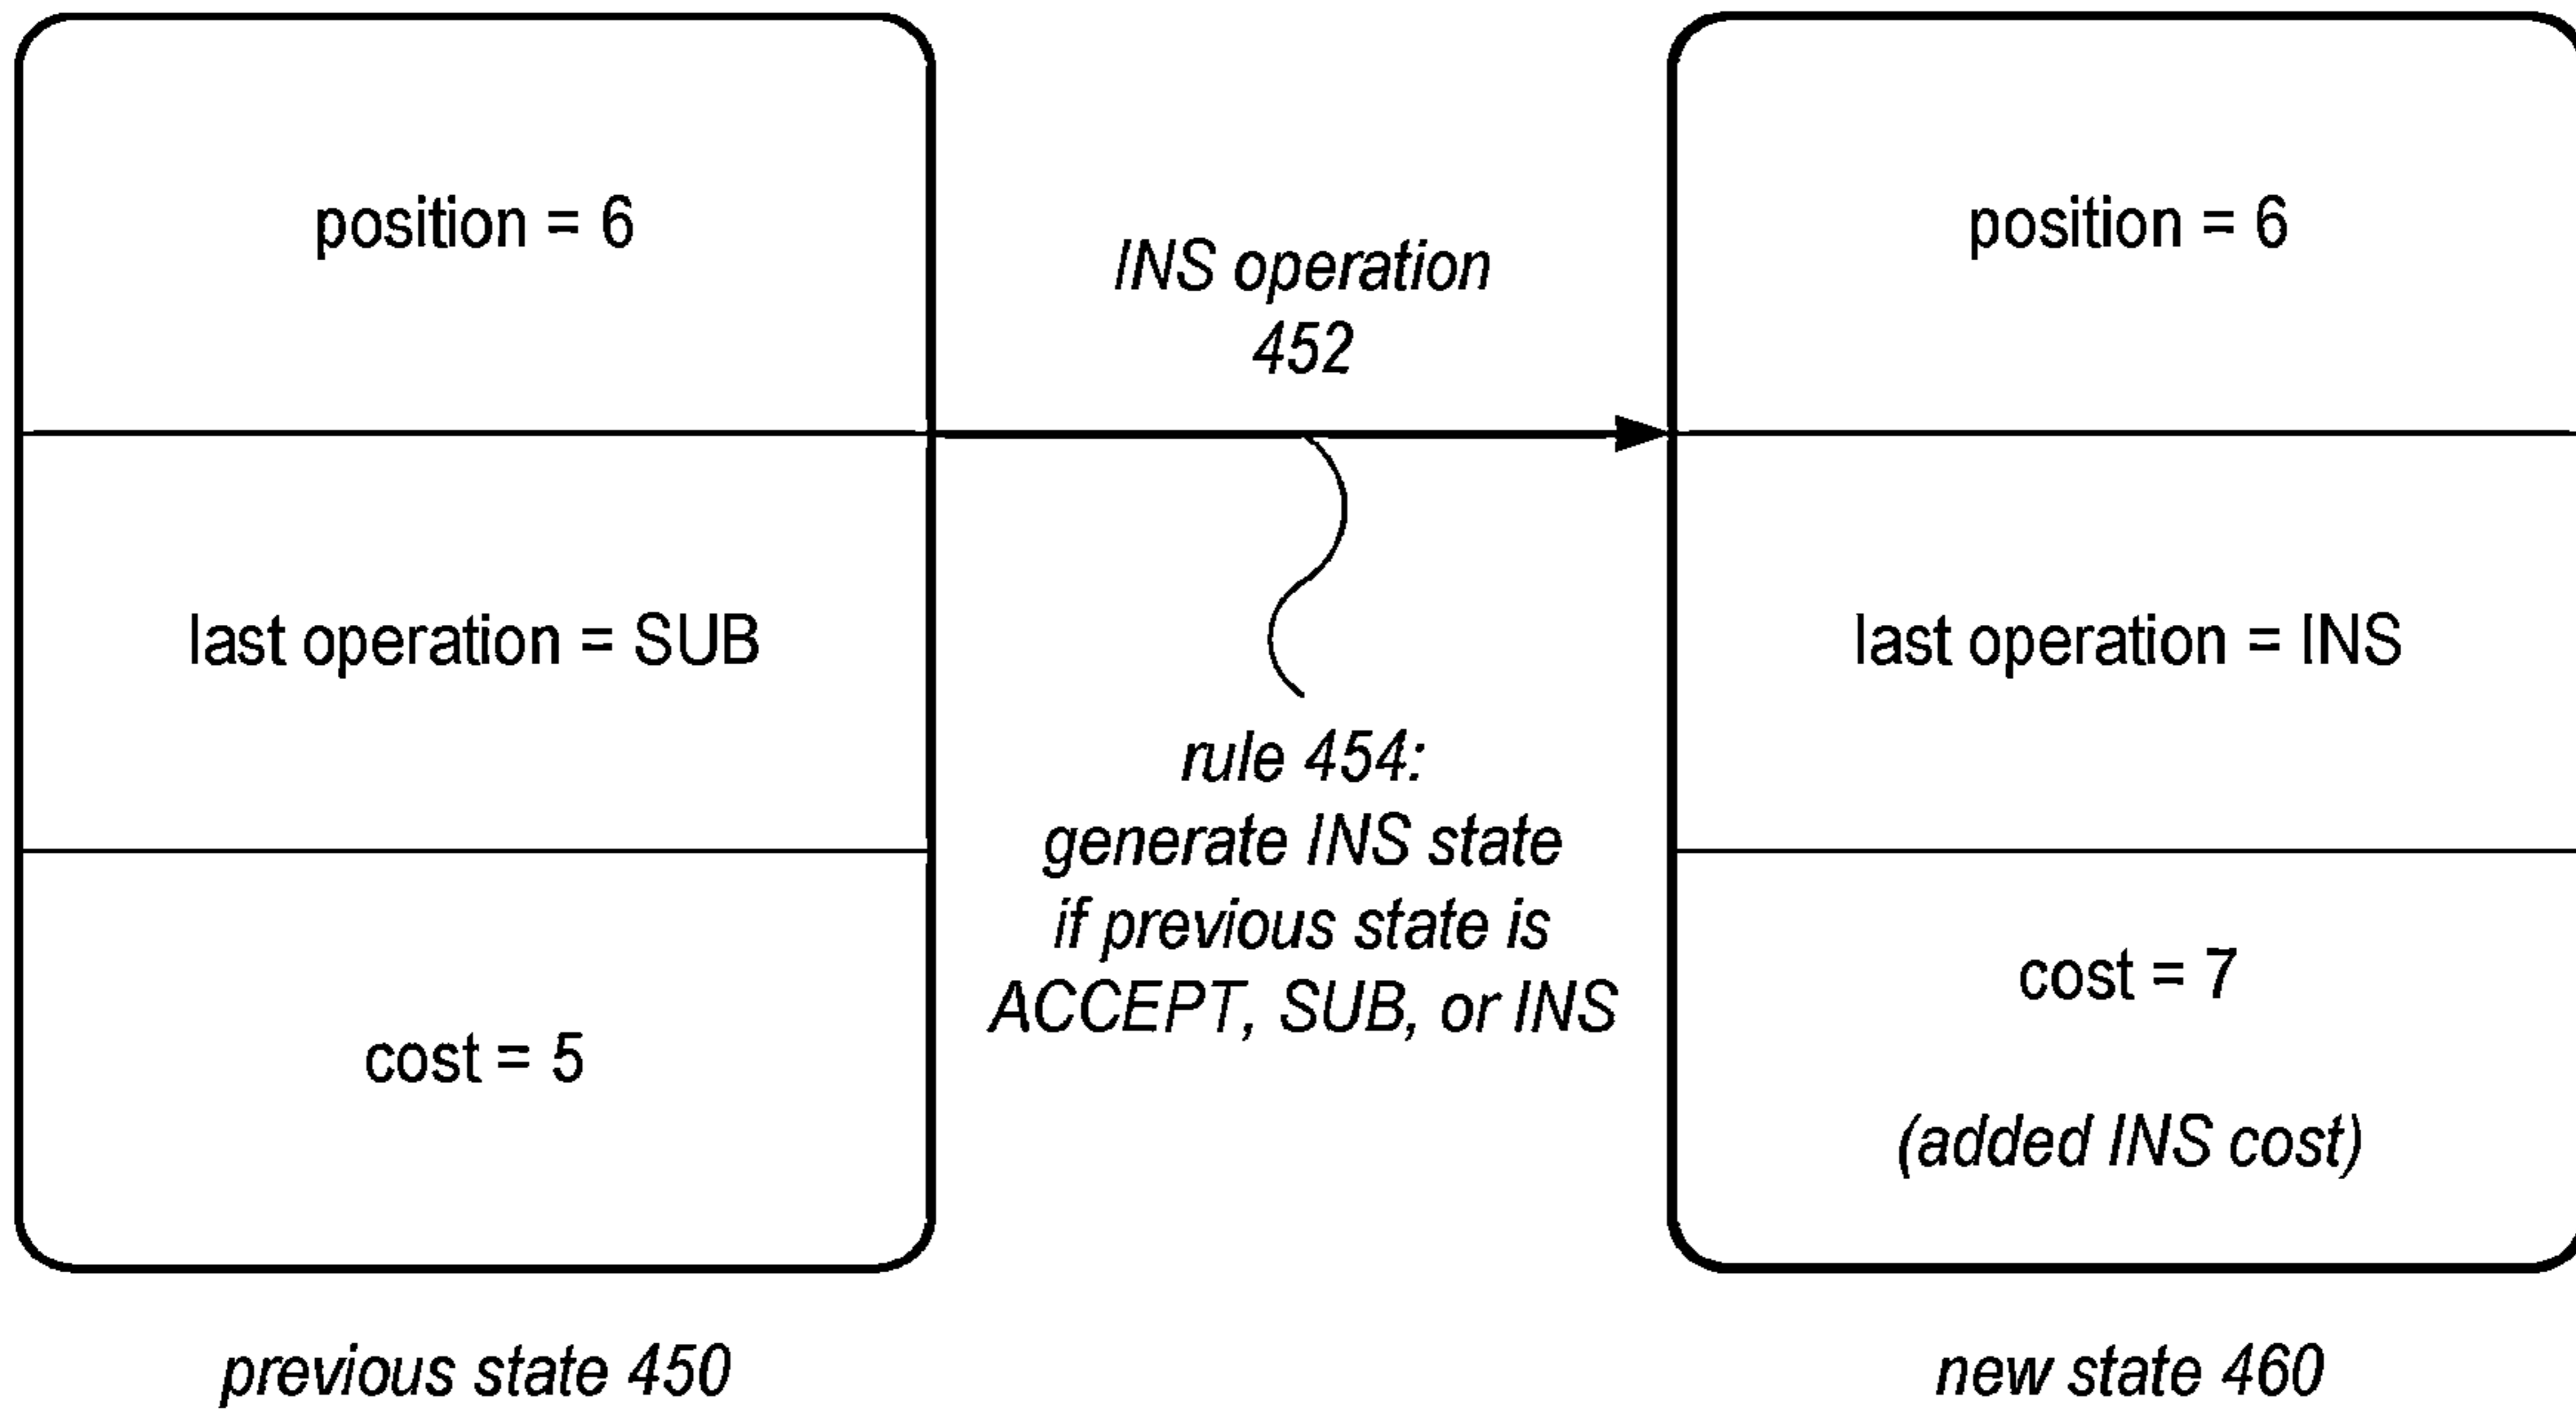 position = 6
last operation = SUB
cost = 5
previous state 450
INS operation
452
rule 454:
generate INS state
if previous state is
ACCEPT, SUB, or INS
position = 6
last operation = INS
cost = 7
(added INS cost)
new state 460